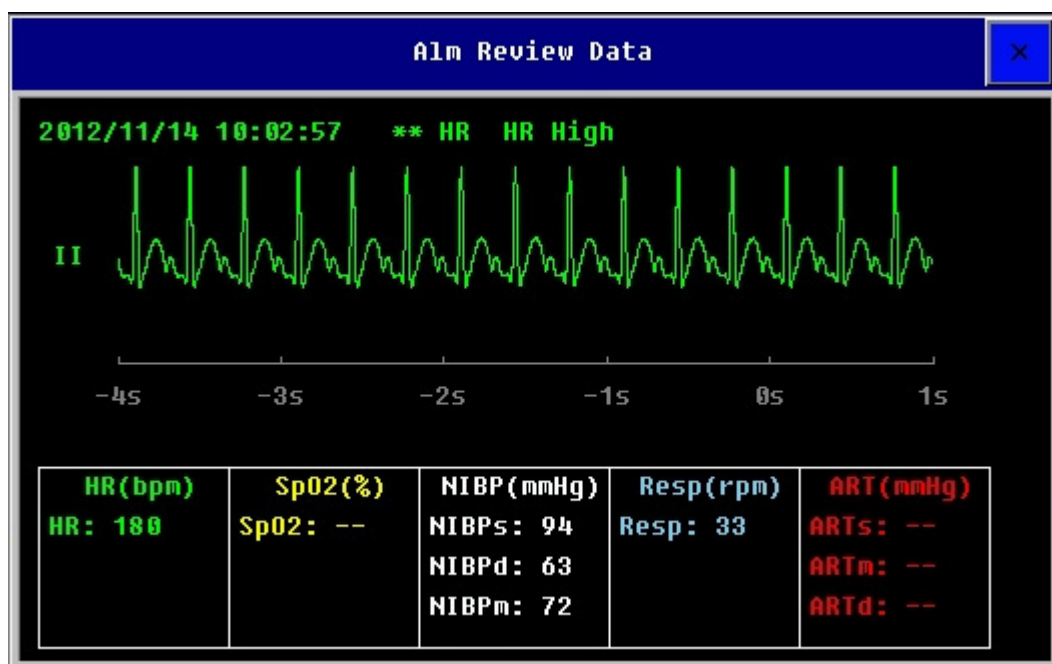 Alm Review Data
2012/11/14 10:02:57 ** HR HR High
II
-4s -3s -2s -1s 0s 1s
HR(bpm) SpO2(%) NIBP(mmHg) Resp(rpm) ART(mmHg)
HR: 180 SpO2: -- NIBPs: 94 Resp: 33 ARTs: --
NIBPd: 63 ARTm: --
NIBPm: 72 ARTd: --